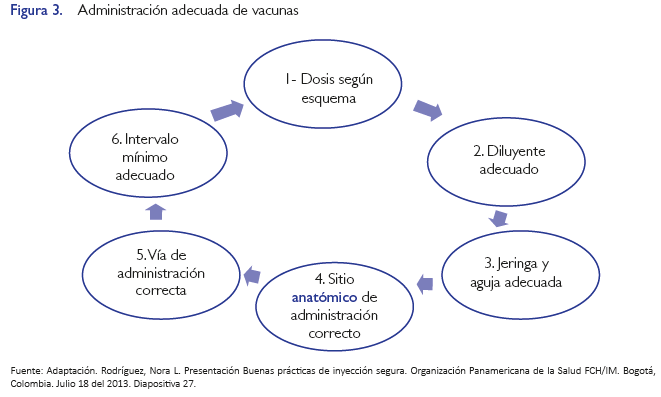 Figura 3. Administración adecuada de vacunas
1- Dosis según
esquema
2. Diluyente
adecuado
3. Jeringa y
aguja adecuada
4. Sitio
anatómico de
administración
correcto
5. Vía de
administración
correcta
6. Intervalo
mínimo
adecuado
Fuente: Adaptación. Rodríguez, Nora L. Presentación Buenas prácticas de inyección segura. Organización Panamericana de la Salud FCH/IM. Bogotá,
Colombia. Julio 18 del 2013. Diapositiva 27.